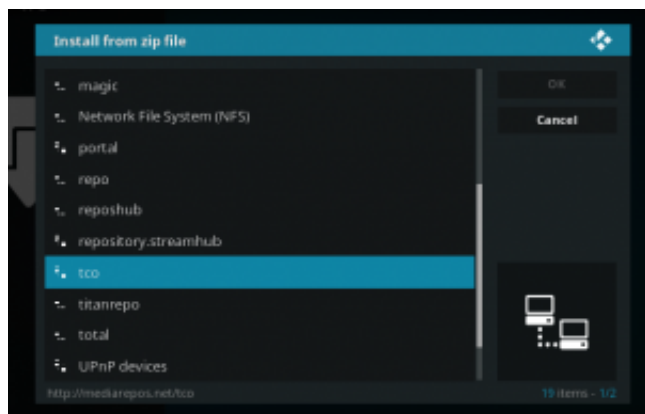 Install from zip file
magic
OK
Network File System (NFS)
Cancel
portal
repo
reposhub
repository.streamhub
tco
titanrepo
total
UPnP devices
http://mediarepos.net/tco
19 items - 1/2